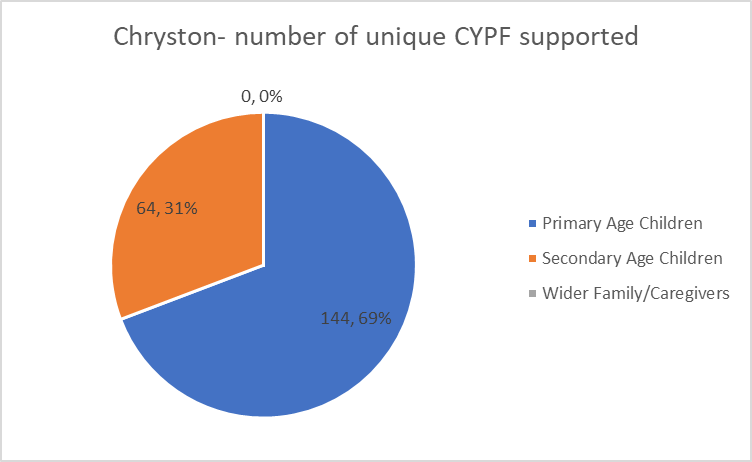 Chryston- number of unique CYPF supported
0, 0%
64, 31%
144, 69%
Primary Age Children
Secondary Age Children
Wider Family/Caregivers